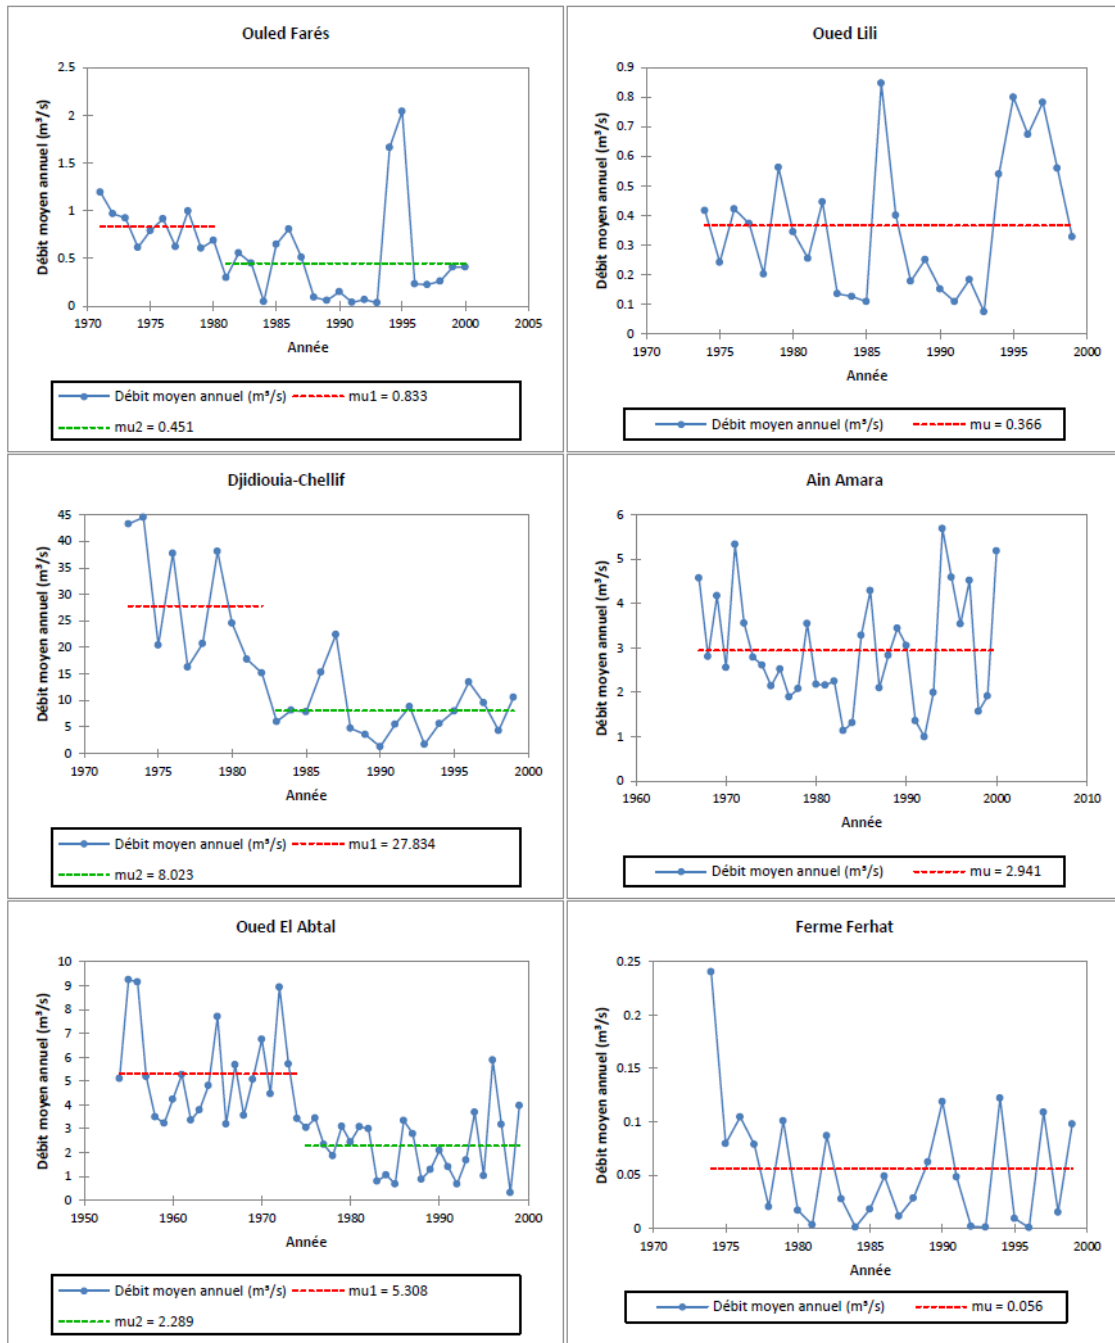 Ouled Farés
Débit moyen annuel (m³/s)
2.5
2
1.5
1
0.5
0
1970 1975 1980 1985 1990 1995 2000 2005
Année
Débit moyen annuel (m³/s) mu1 = 0.833
mu2 = 0.451
Oued Lili
Débit moyen annuel (m³/s)
0.9
0.8
0.7
0.6
0.5
0.4
0.3
0.2
0.1
0
1970 1975 1980 1985 1990 1995 2000
Année
Débit moyen annuel (m³/s) mu = 0.366
Djidiouia-Chellif
Débit moyen annuel (m³/s)
45
40
35
30
25
20
15
10
5
0
1970 1975 1980 1985 1990 1995 2000
Année
Débit moyen annuel (m³/s) mu1 = 27.834
mu2 = 8.023
Ain Amara
Débit moyen annuel (m³/s)
6
5
4
3
2
1
0
1960 1970 1980 1990 2000 2010
Année
Débit moyen annuel (m³/s) mu = 2.941
Oued El Abtal
Débit moyen annuel (m³/s)
10
9
8
7
6
5
4
3
2
1
0
1950 1960 1970 1980 1990 2000
Année
Débit moyen annuel (m³/s) mu1 = 5.308
mu2 = 2.289
Ferme Ferhat
Débit moyen annuel (m³/s)
0.25
0.2
0.15
0.1
0.05
0
1970 1975 1980 1985 1990 1995 2000
Année
Débit moyen annuel (m³/s) mu = 0.056